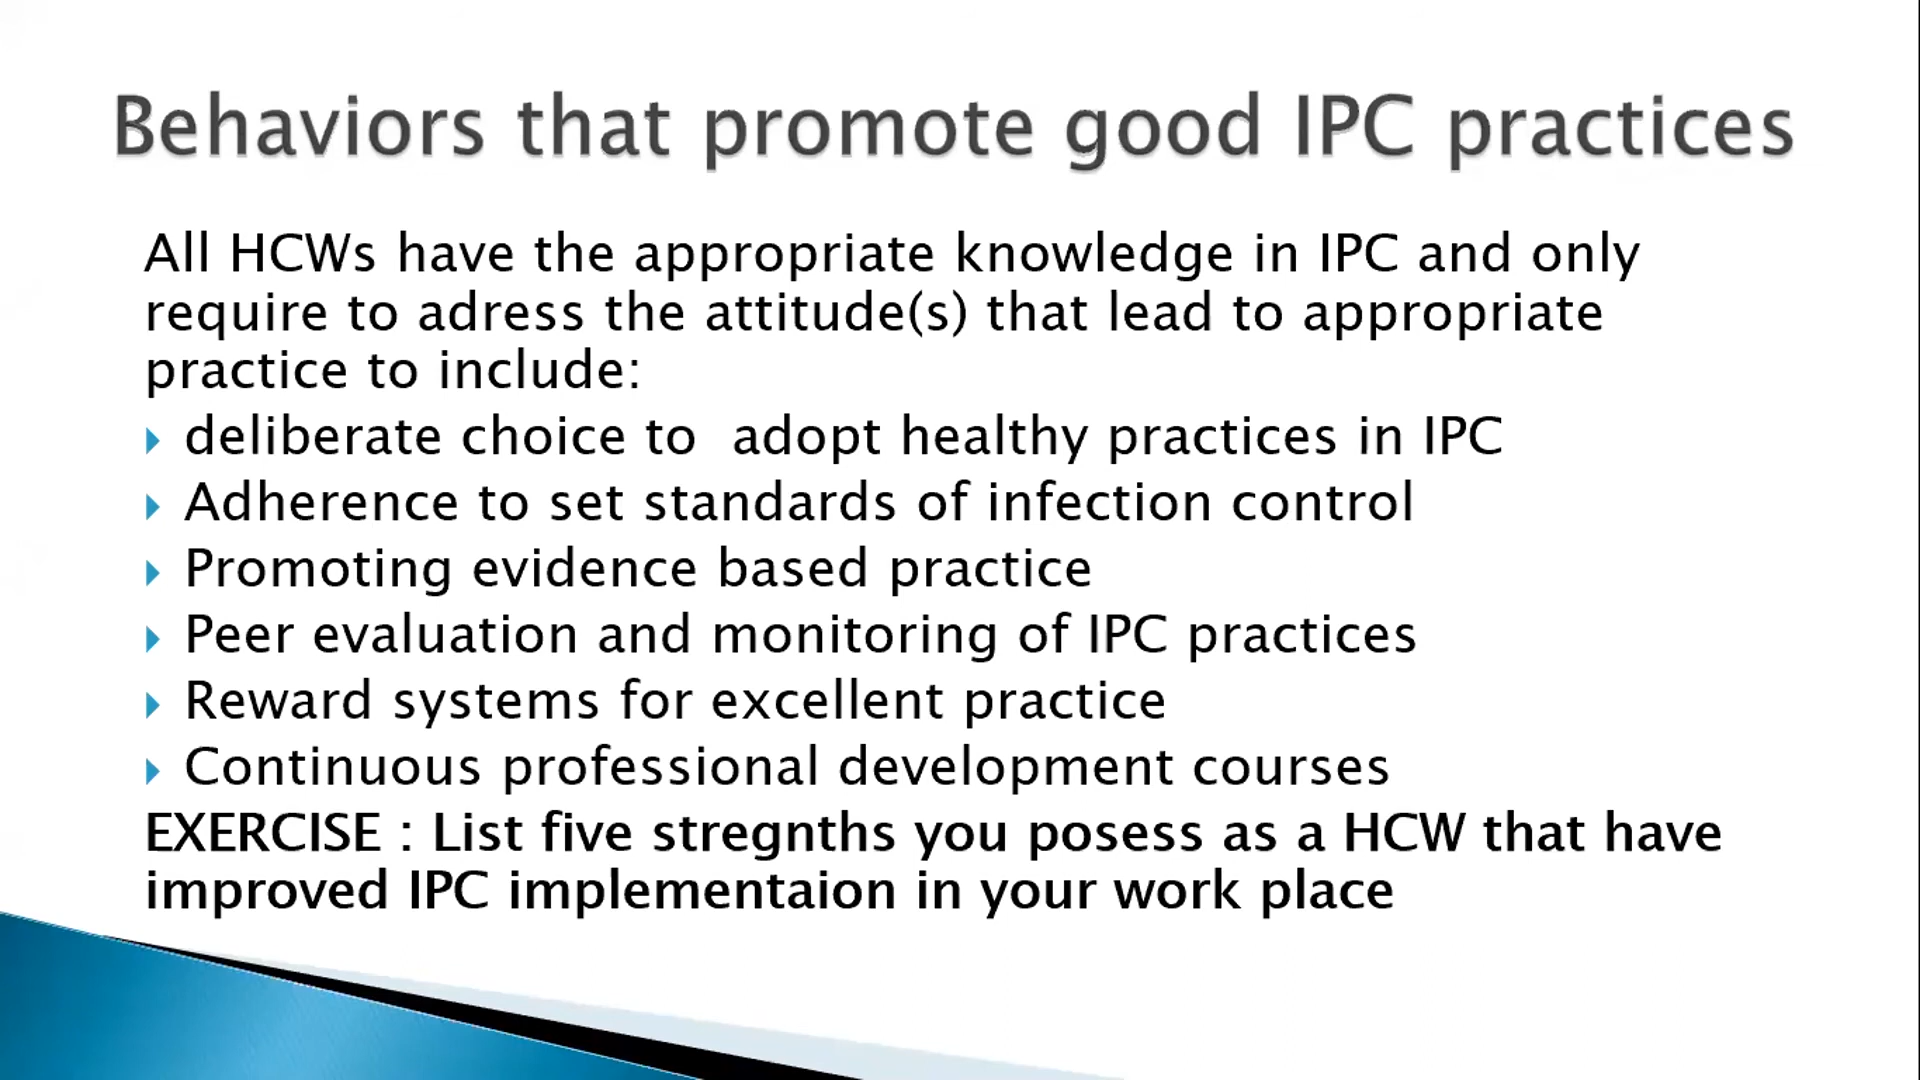 Behaviors that promote good IPC practices
All HCWs have the appropriate knowledge in IPC and only
require to adress the attitude(s) that lead to appropriate
practice to include:
deliberate choice to  adopt healthy practices in IPC
Adherence to set standards of infection control
Promoting evidence based practice
Peer evaluation and monitoring of IPC practices
Reward systems for excellent practice
Continuous professional development courses
EXERCISE : List five stregnths you posess as a HCW that have
improved IPC implementaion in your work place